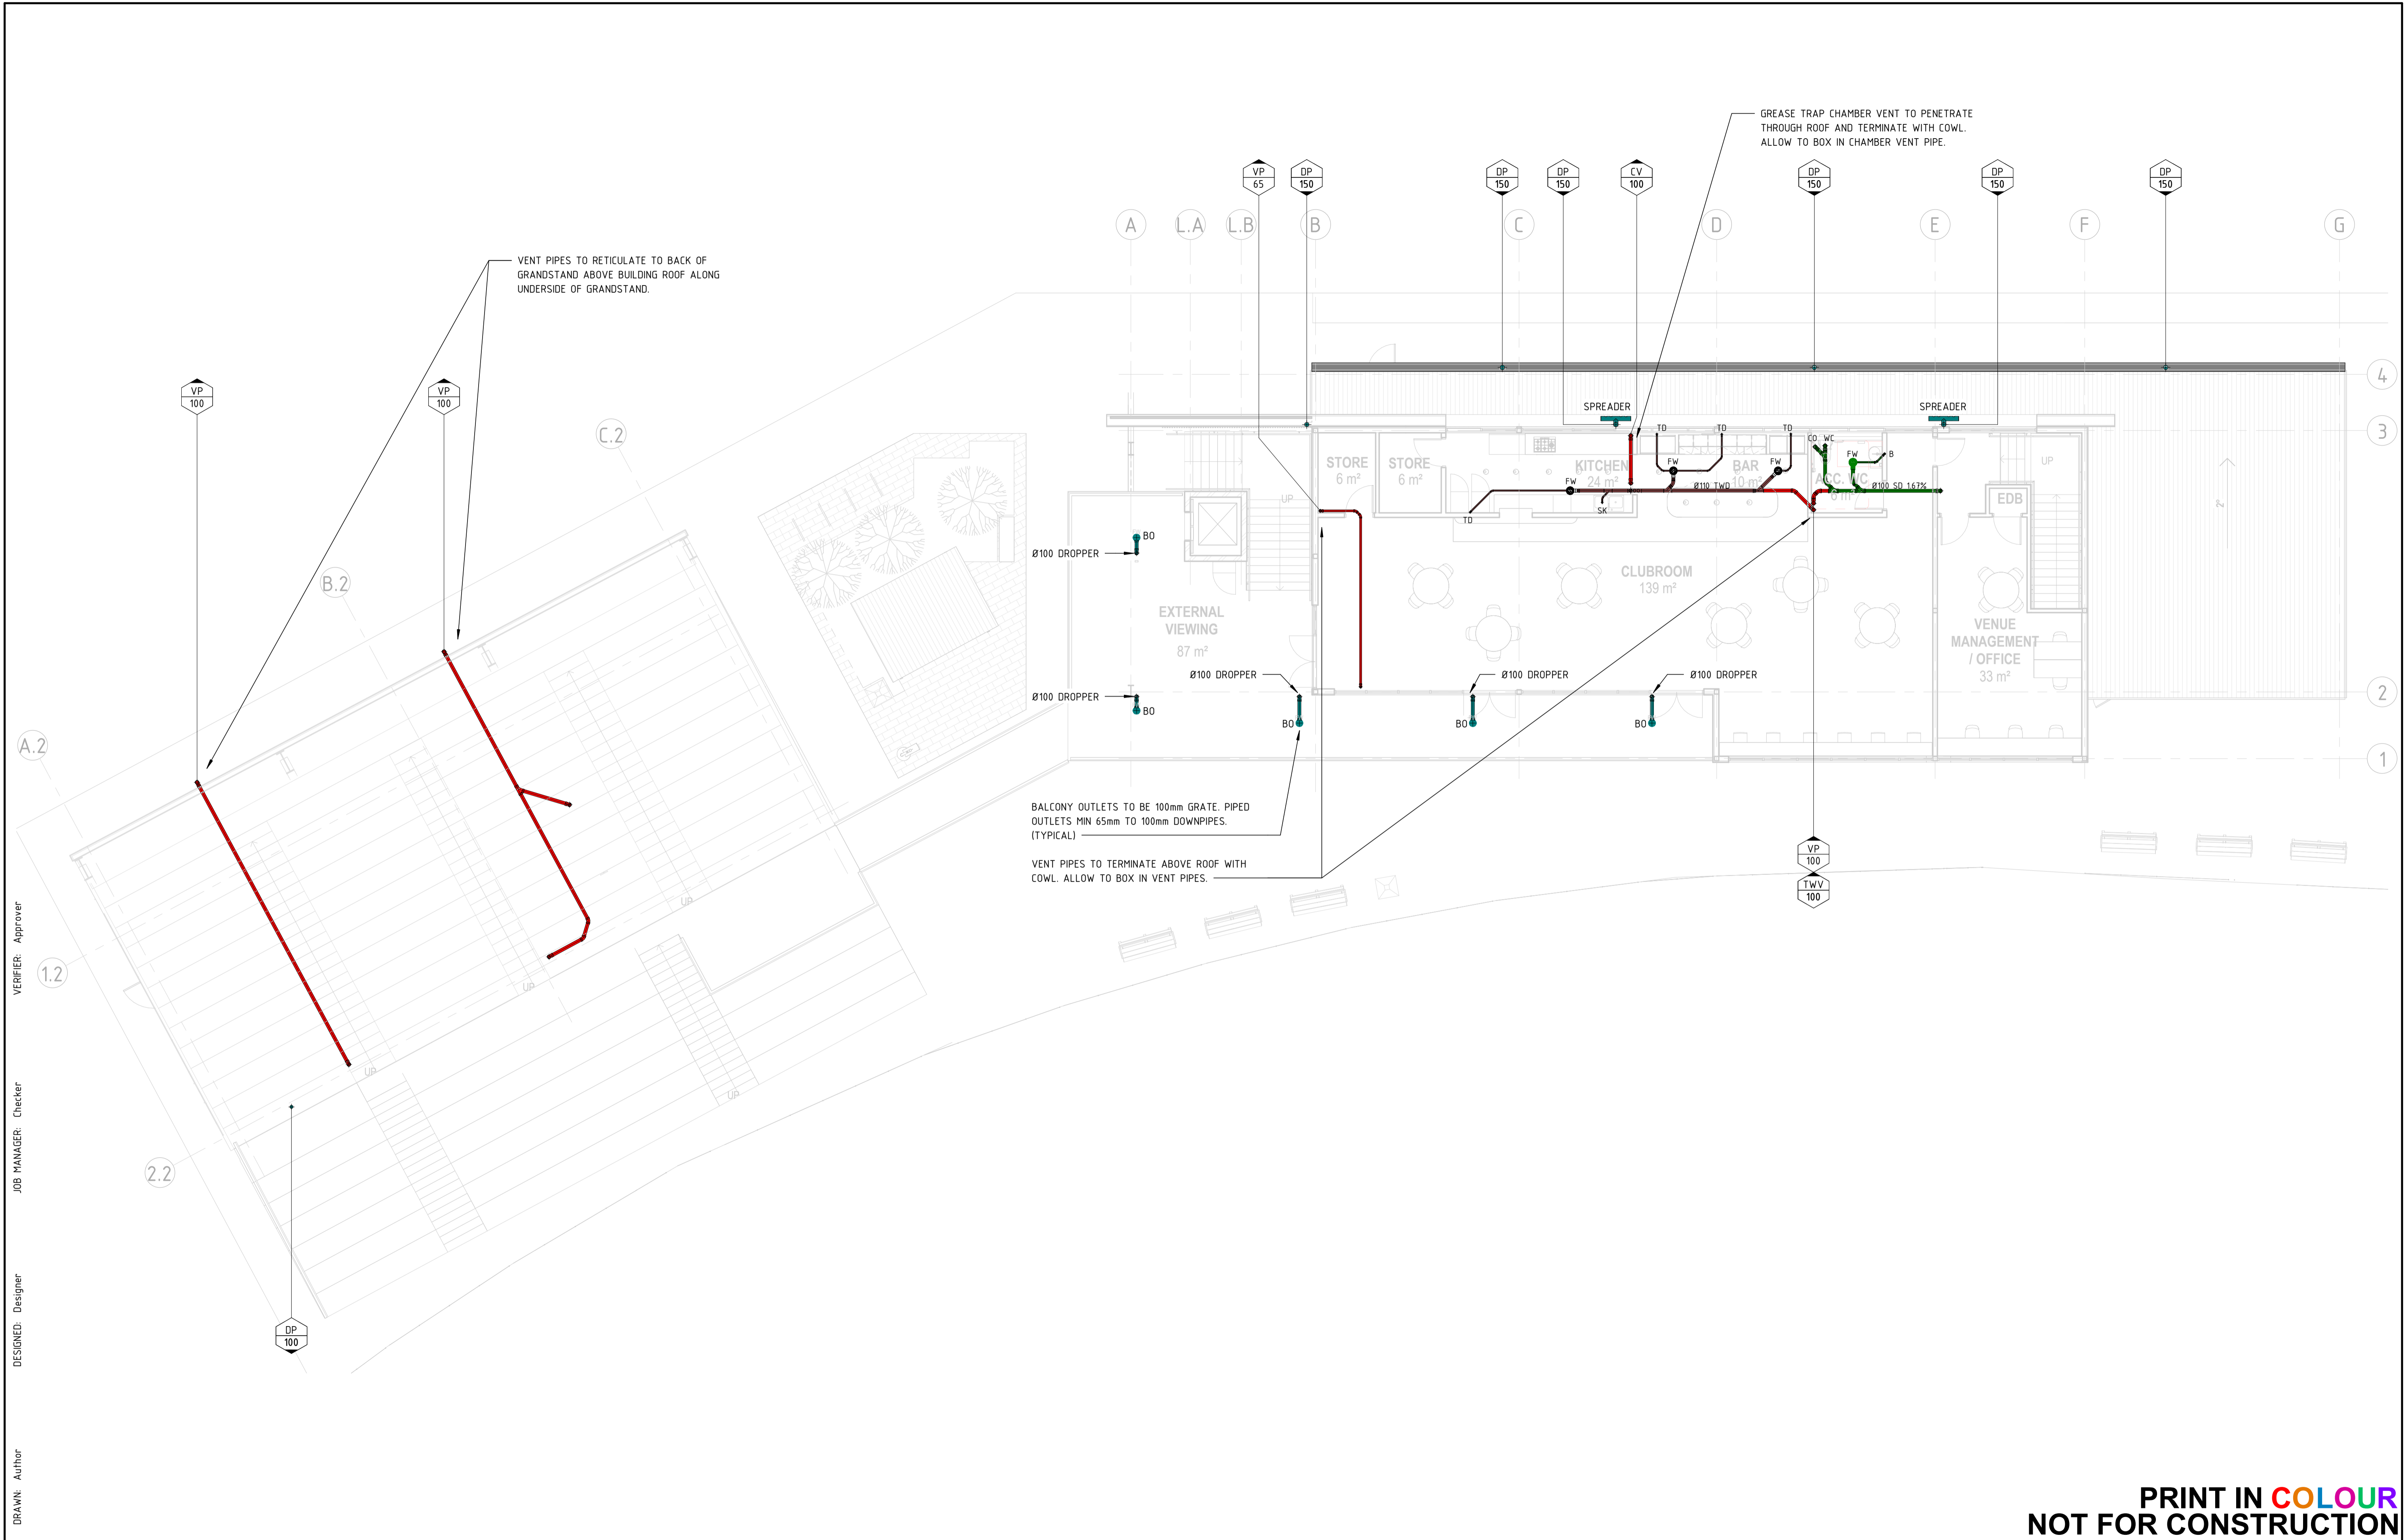 GREASE TRAP CHAMBER VENT TO PENETRATE
THROUGH ROOF AND TERMINATE WITH COWL.
ALLOW TO BOX IN CHAMBER VENT PIPE.
VP
65
DP
150
DP
150
DP
150
CV
100
DP
150
DP
150
DP
150
A
L.A
L.B
B
C
D
E
F
G
VENT PIPES TO RETICULATE TO BACK OF
GRANDSTAND ABOVE BUILDING ROOF ALONG
UNDERSIDE OF GRANDSTAND.
VP
100
VP
100
4
SPREADER
SPREADER
C.2
3
TD
TD
TD
CO. WC
FW
B
STORE
6 m²
STORE
6 m²
KITCHEN
24 m²
FW
BAR
10 m²
FW
ACC. WC
6 m²
UP
FW
Ø110 TWD
Ø100 SD 1.67%
UP
EDB
SK
TD
2°
BO
Ø100 DROPPER
B.2
CLUBROOM
139 m²
EXTERNAL
VIEWING
87 m²
VENUE
MANAGEMENT
/ OFFICE
33 m²
Ø100 DROPPER
Ø100 DROPPER
Ø100 DROPPER
Ø100 DROPPER
2
BO
BO
BO
BO
A.2
1
BALCONY OUTLETS TO BE 100mm GRATE. PIPED
OUTLETS MIN 65mm TO 100mm DOWNPIPES.
(TYPICAL)
VENT PIPES TO TERMINATE ABOVE ROOF WITH
COWL. ALLOW TO BOX IN VENT PIPES.
VP
100
TWV
100
UP
1.2
UP
UP
UP
2.2
DP
100
VERIFIER: Approver
JOB MANAGER: Checker
DESIGNED: Designer
DRAWN: Author
PRINT IN COLOUR
NOT FOR CONSTRUCTION